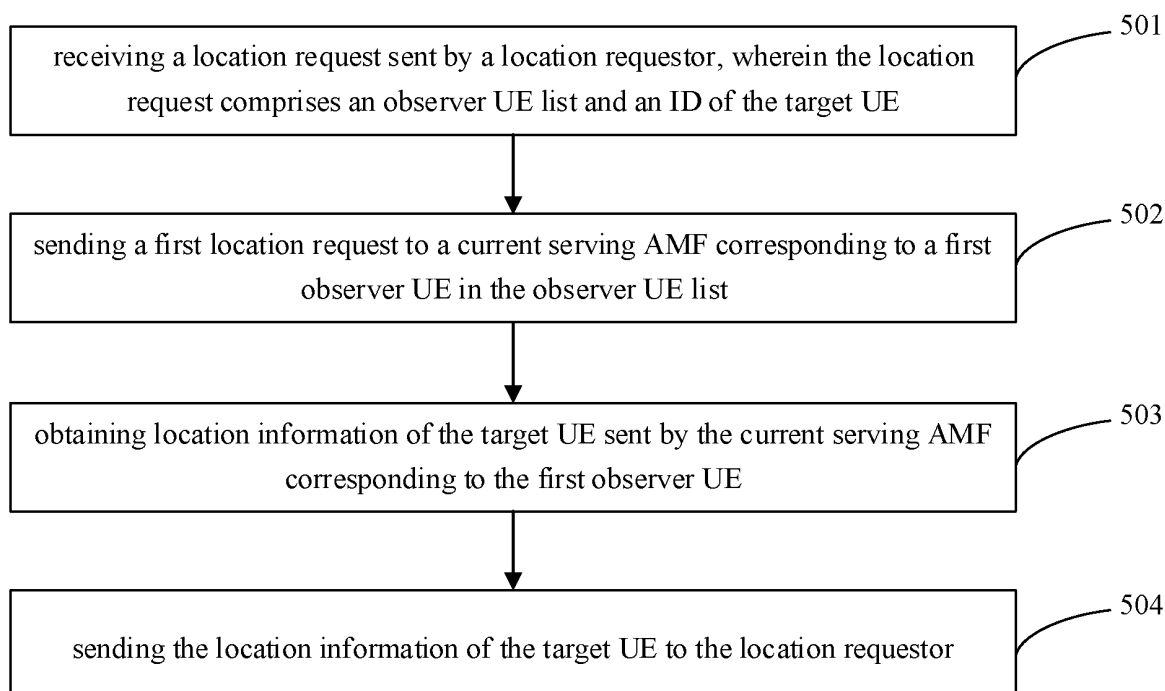 501
receiving a location request sent by a location requestor, wherein the location
request comprises an observer UE list and an ID of the target UE
502
sending a first location request to a current serving AMF corresponding to a first
observer UE in the observer UE list
503
obtaining location information of the target UE sent by the current serving AMF
corresponding to the first observer UE
504
sending the location information of the target UE to the location requestor